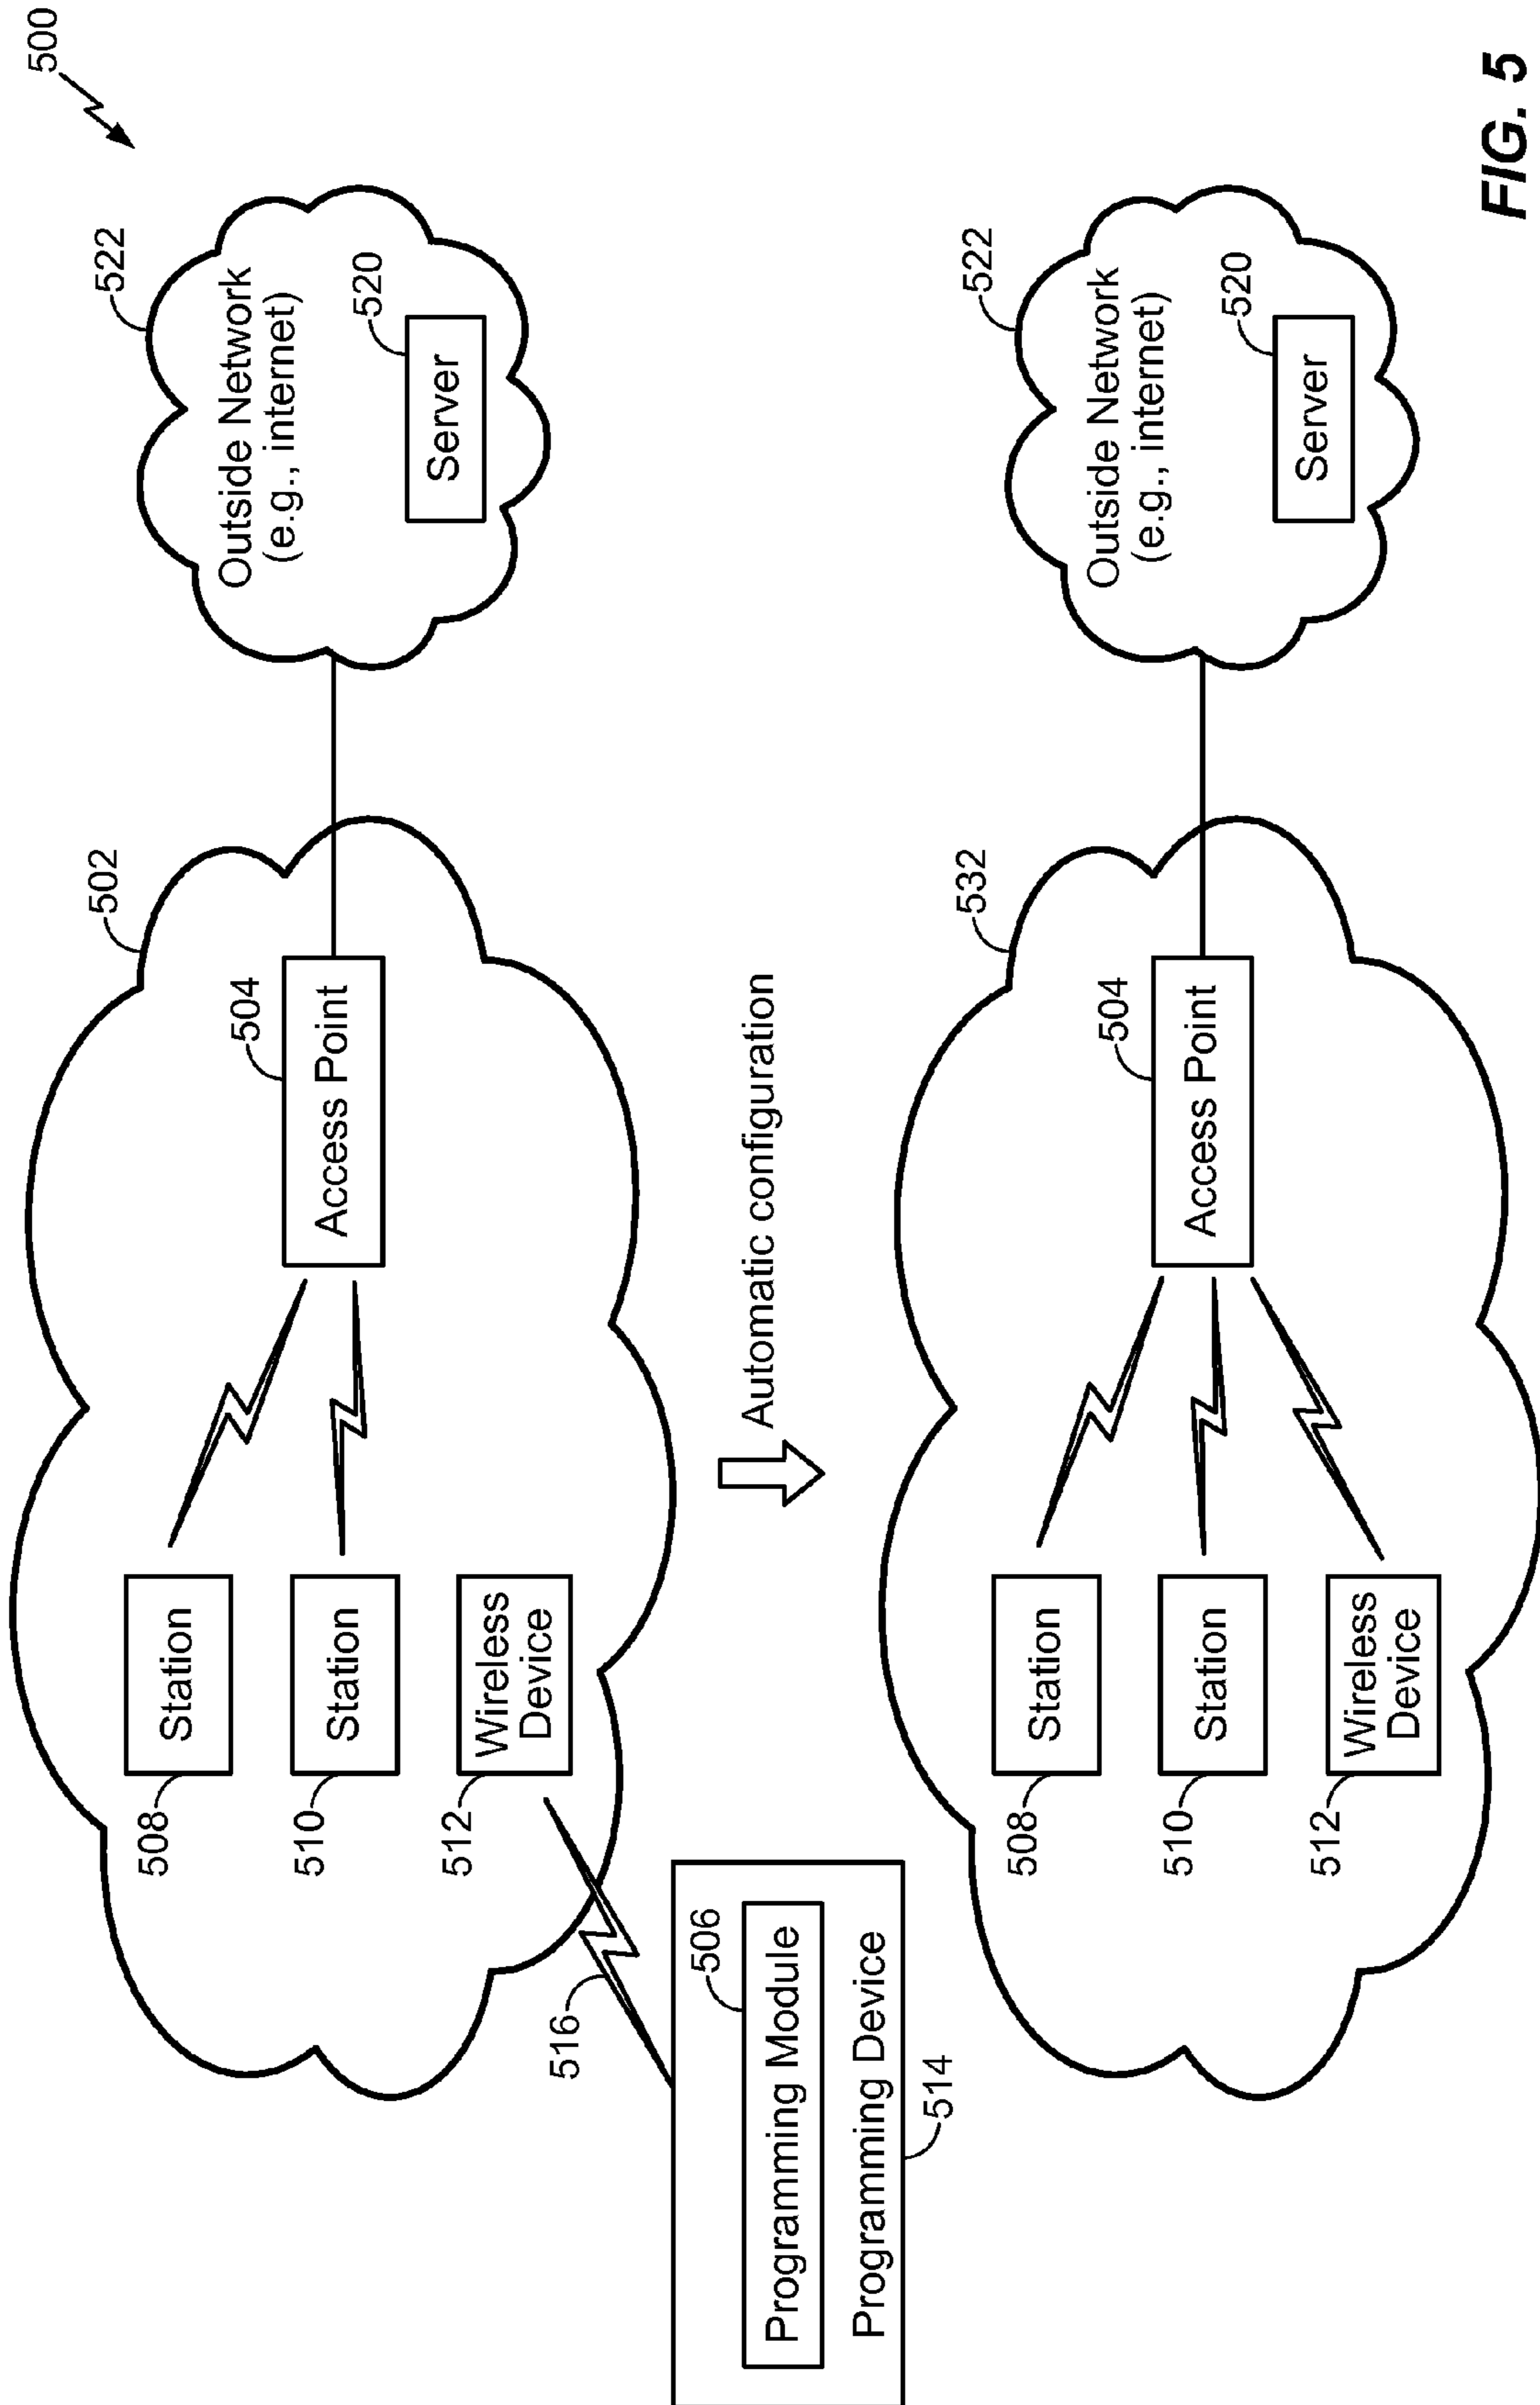 500
502
522
504
Outside Network
(e.g., internet)
508
Station
Access Point
520
Server
510
Station
512
Wireless
Device
516
506
Programming Module
Programming Device
514
Automatic configuration
532
522
504
Outside Network
(e.g., internet)
508
Station
Access Point
520
Server
510
Station
512
Wireless
Device
FIG. 5